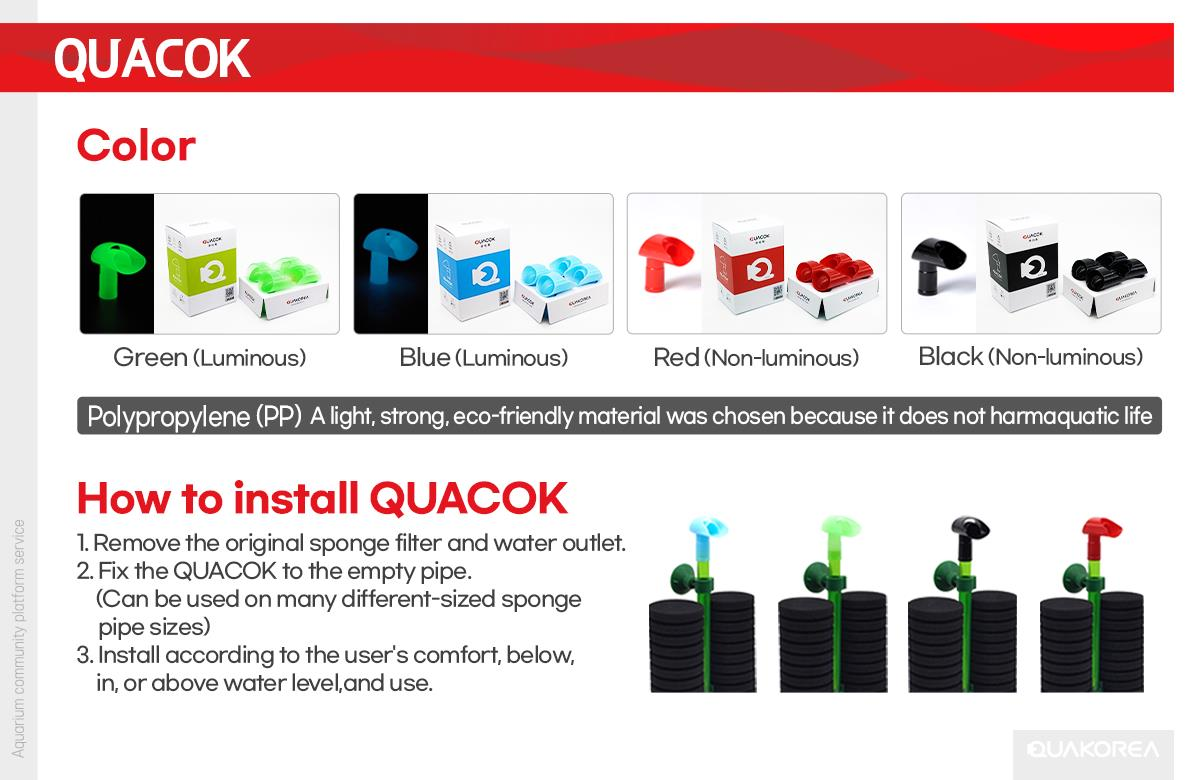 QUACOK
Color
QUACOK
QUAKOREA
QUACOK
QUAKOREA
QUACOK
QUAKOREA
QUACOK
QUAKOREA
Green (Luminous)
Blue (Luminous)
Red (Non-luminous)
Black (Non-luminous)
Polypropylene (PP) A light, strong, eco-friendly material was chosen because it does not harmaquatic life
How to install QUACOK
1. Remove the original sponge filter and water outlet.
2. Fix the QUACOK to the empty pipe.
(Can be used on many different-sized sponge
pipe sizes)
3. Install according to the user's comfort, below,
in, or above water level,and use.
Aquarium community platform service
QUAKOREA